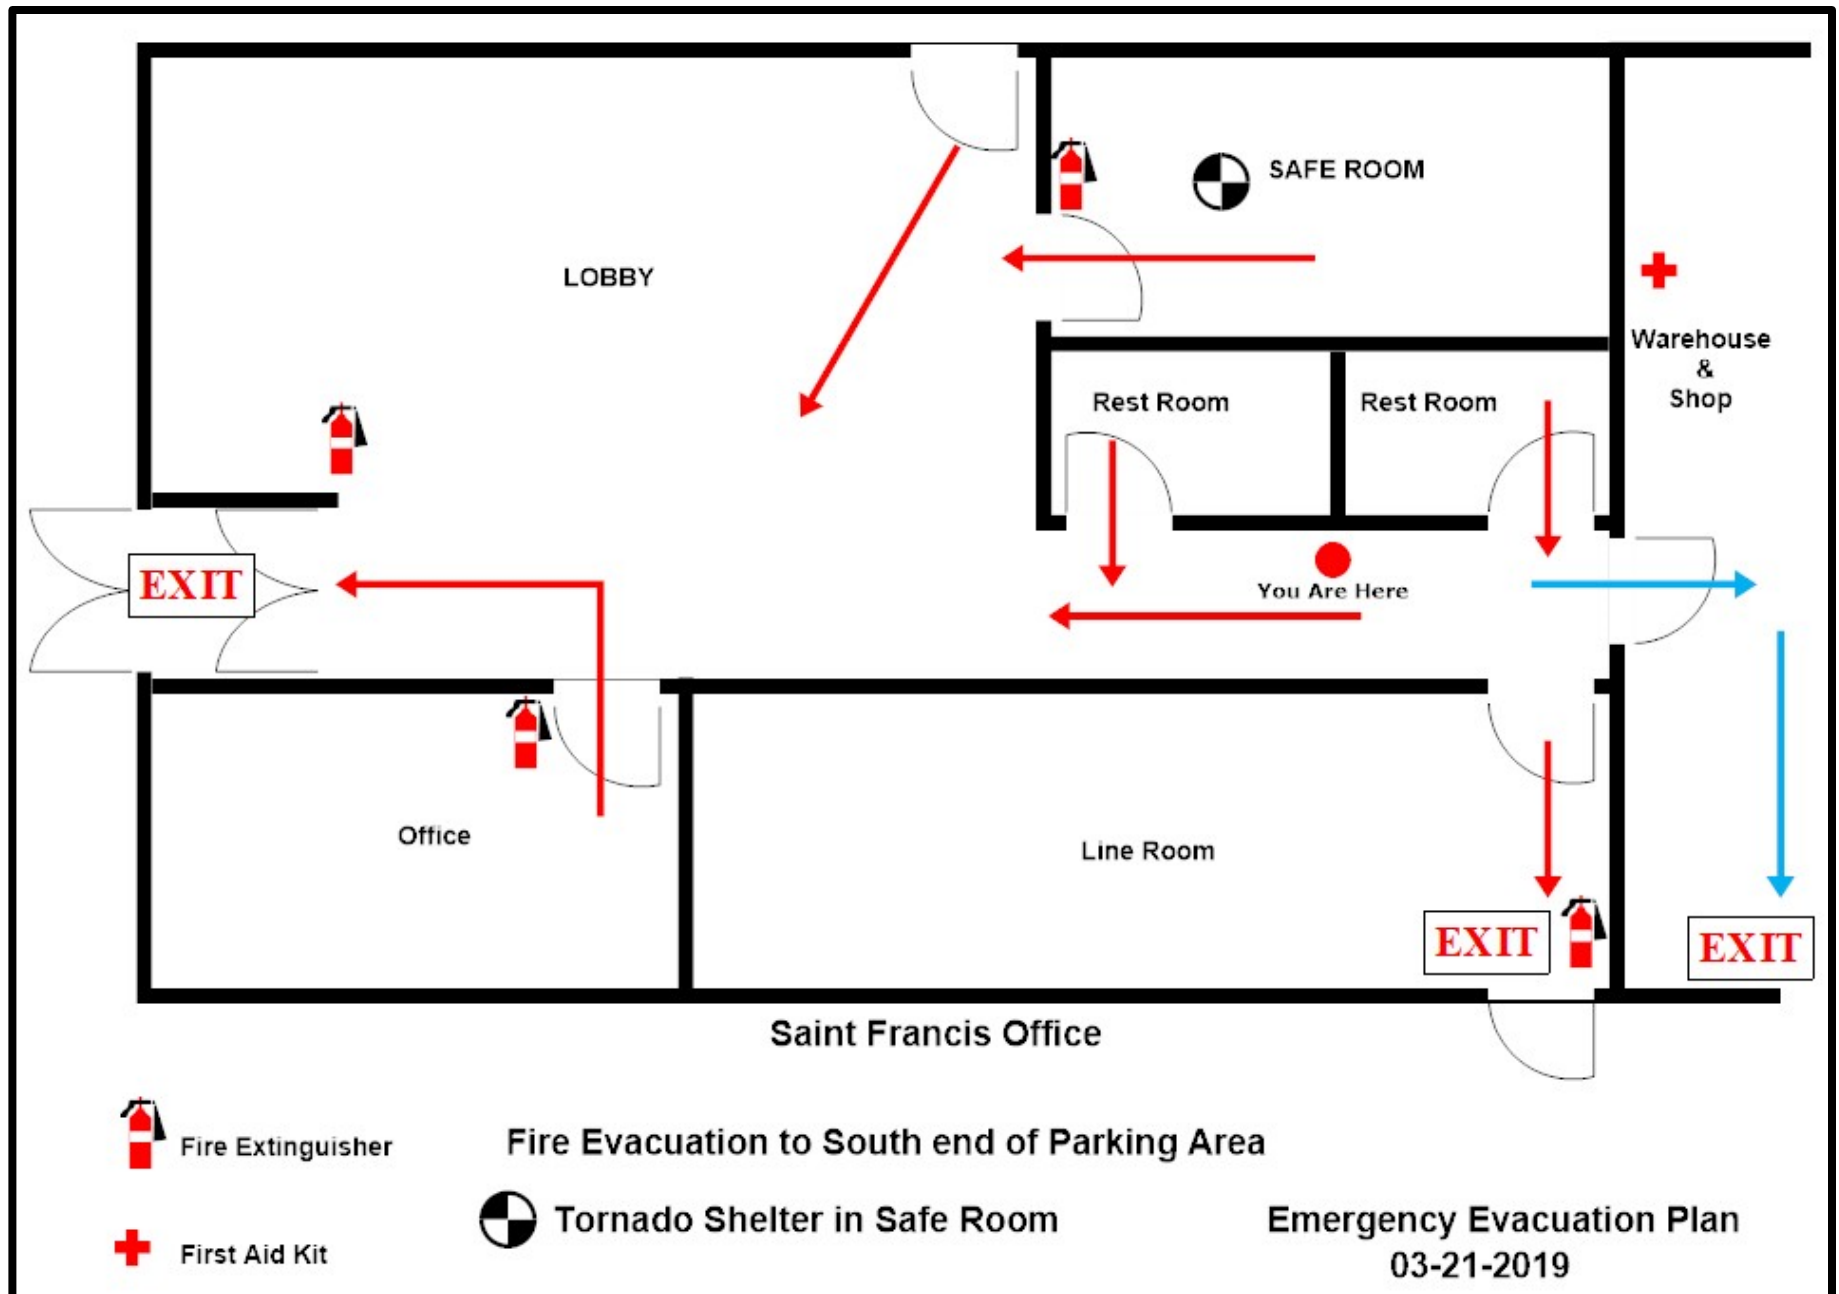 SAFE ROOM
LOBBY
Warehouse
&
Shop
Rest Room
Rest Room
EXIT
You Are Here
Office
Line Room
EXIT
EXIT
Saint Francis Office
Fire Extinguisher
Fire Evacuation to South end of Parking Area
Tornado Shelter in Safe Room
First Aid Kit
Emergency Evacuation Plan
03-21-2019